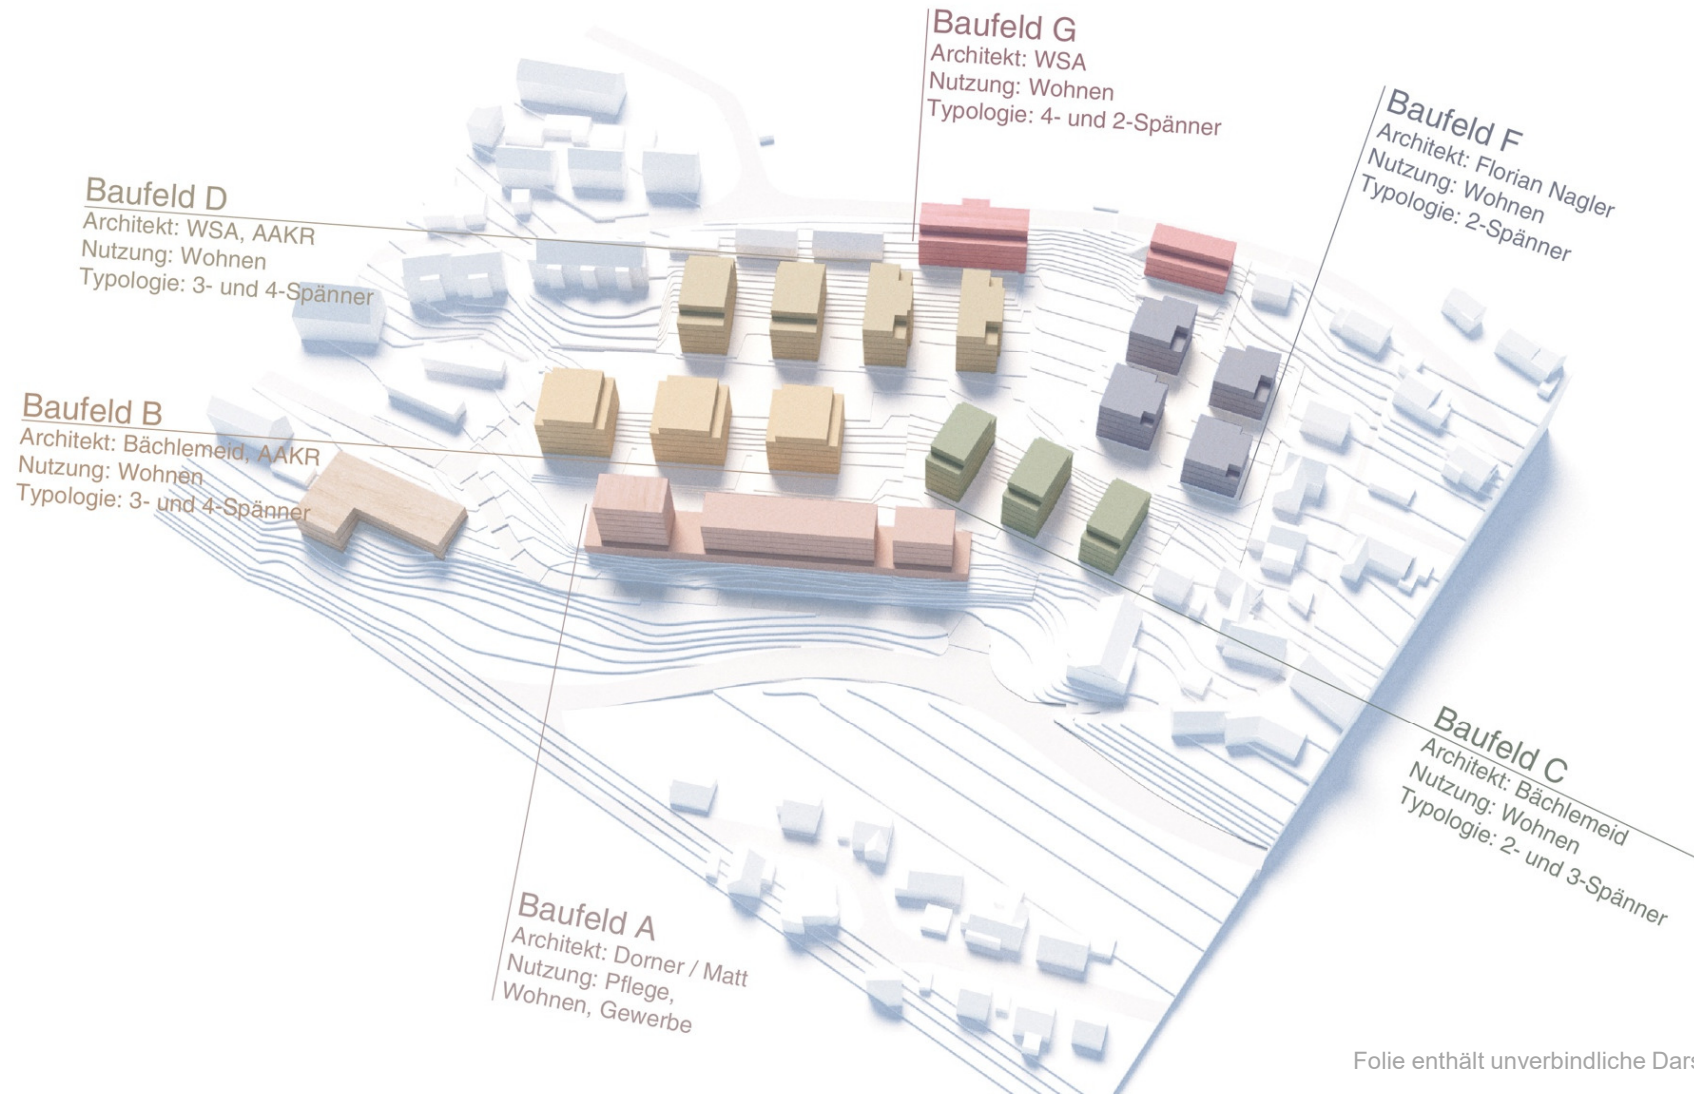 Baufeld G
Architekt: WSA
Nutzung: Wohnen
Typologie: 4- und 2-Spänner
Baufeld F
Architekt: Florian Nagler
Nutzung: Wohnen
Typologie: 2-Spänner
Baufeld D
Architekt: WSA, AAKR
Nutzung: Wohnen
Typologie: 3- und 4-Spänner
Baufeld B
Architekt: Bächlemeid, AAKR
Nutzung: Wohnen
Typologie: 3- und 4-Spänner
Baufeld C
Architekt: Bächlemeid
Nutzung: Wohnen
Typologie: 2- und 3-Spänner
Baufeld A
Architekt: Dorner / Matt
Nutzung: Pflege,
Wohnen, Gewerbe
Folie enthält unverbindliche Dars